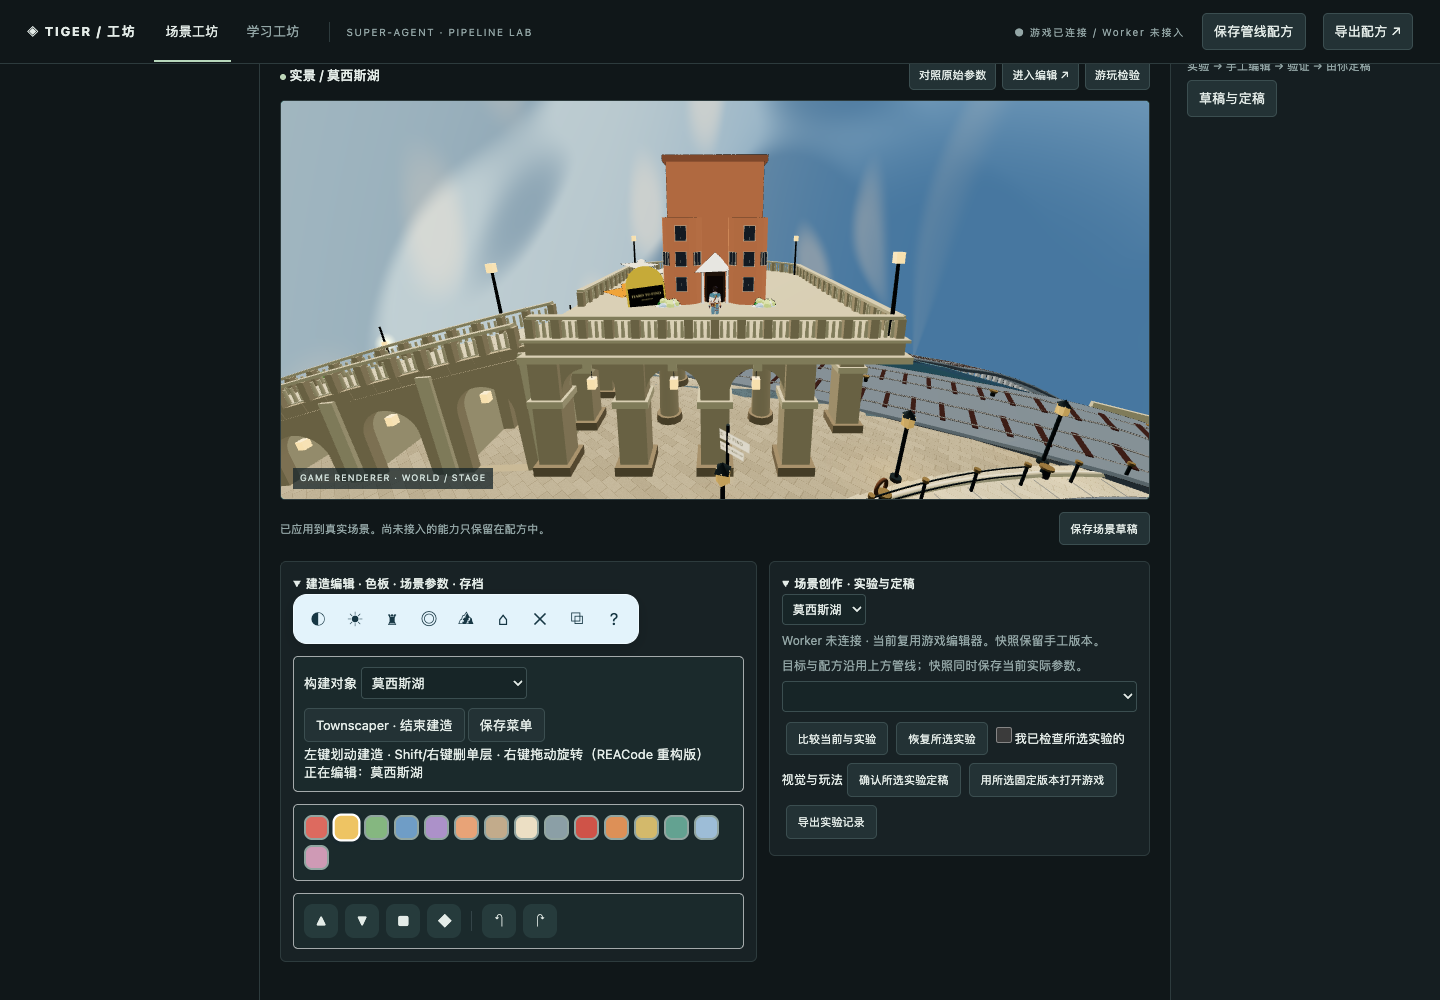 ◈ TIGER / 工坊
场景工坊
学习工坊
SUPER-AGENT · PIPELINE LAB
游戏已连接 / Worker 未接入
保存管线配方
导出配方 ↗
实景 / 莫西斯湖
对照原始参数
进入编辑 ↗
游玩检验
实验 → 手工编辑 → 验证 → 由你定稿
草稿与定稿
GAME RENDERER · WORLD / STAGE
已应用到真实场景。尚未接入的能力只保留在配方中。
保存场景草稿
▼ 建造编辑 · 色板 · 场景参数 · 存档
?
构建对象 莫西斯湖
Townscaper · 结束建造
保存菜单
左键划动建造 · Shift/右键删单层 · 右键拖动旋转（REACode 重构版）
正在编辑：莫西斯湖
▼ 场景创作 · 实验与定稿
莫西斯湖
Worker 未连接 · 当前复用游戏编辑器。快照保留手工版本。
目标与配方沿用上方管线；快照同时保存当前实际参数。
比较当前与实验
恢复所选实验
我已检查所选实验的
视觉与玩法
确认所选实验定稿
用所选固定版本打开游戏
导出实验记录